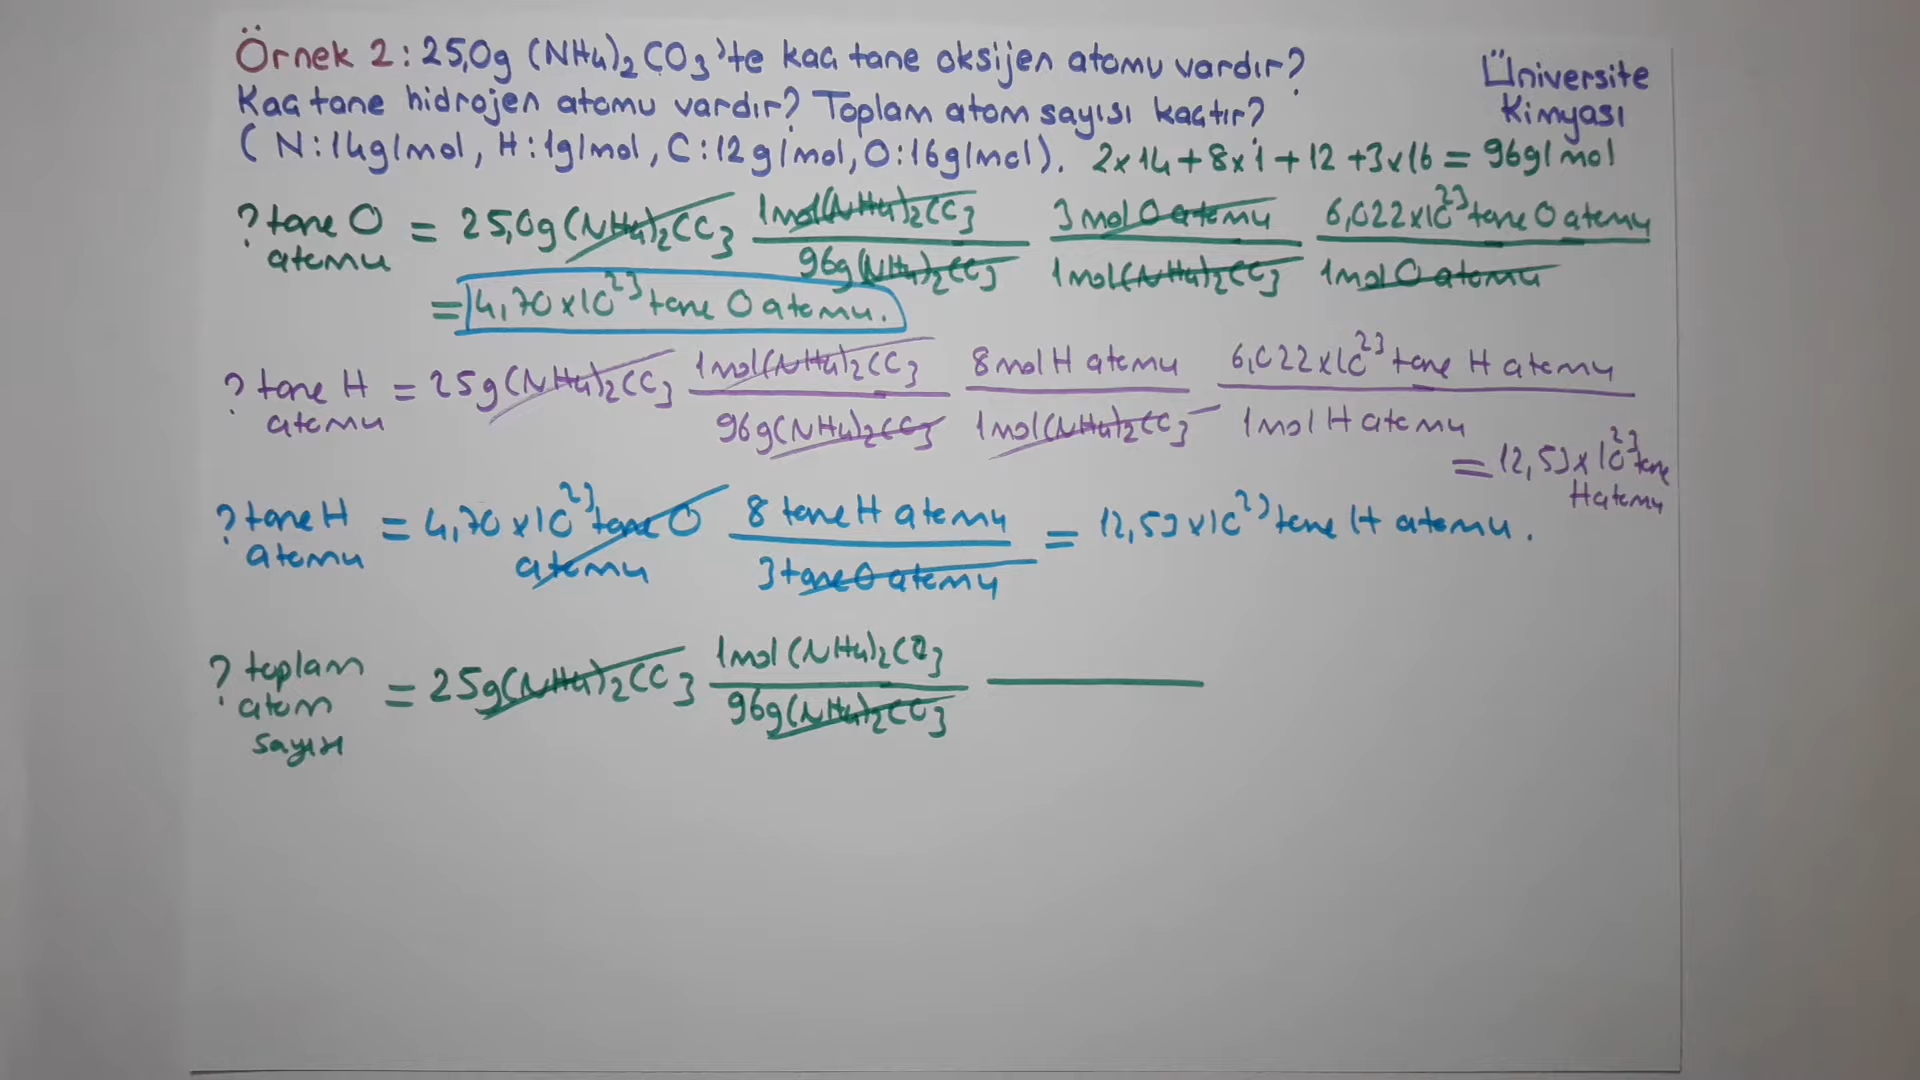 Örnek 2: 25,0g (NH4)2CO3'te kaç tane oksijen atomu vardır?
Kaç tane hidrojen atomu vardır? Toplam atom sayısı kaçtır?
(N:14g/mol, H:1g/mol, C:12g/mol, O:16g/mol). 2x14+8x1+12+3x16=96g/mol
Üniversite
Kimyası
? tane O atomu = 25,0g(NH4)2CO3 1mol(NH4)2CO3 / 96g(NH4)2CO3 3mol O atomu / 1mol(NH4)2CO3 6,022x10^23 tane O atomu / 1mol O atomu
= 4,70x10^23 tane O atomu.
? tane H atomu = 25g(NH4)2CO3 1mol(NH4)2CO3 / 96g(NH4)2CO3 8mol H atomu / 1mol(NH4)2CO3 6,022x10^23 tane H atomu / 1mol H atomu
= 12,53x10^23 tane H atomu
? tane H atomu = 4,70x10^23 tane O atomu 8 tane H atomu / 3 tane O atomu = 12,53x10^23 tane H atomu.
? toplam atom sayısı = 25g(NH4)2CO3 1mol(NH4)2CO3 / 96g(NH4)2CO3